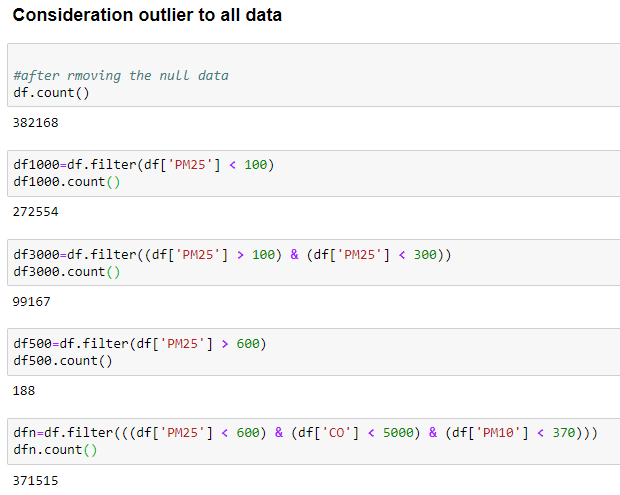 Consideration outlier to all data
#after rmoving the null data
df.count()
382168
df1000=df.filter(df['PM25'] < 100)
df1000.count()
272554
df3000=df.filter((df['PM25'] > 100) & (df['PM25'] < 300))
df3000.count()
99167
df500=df.filter(df['PM25'] > 600)
df500.count()
188
dfn=df.filter(((df['PM25'] < 600) & (df['CO'] < 5000) & (df['PM10'] < 370)))
dfn.count()
371515